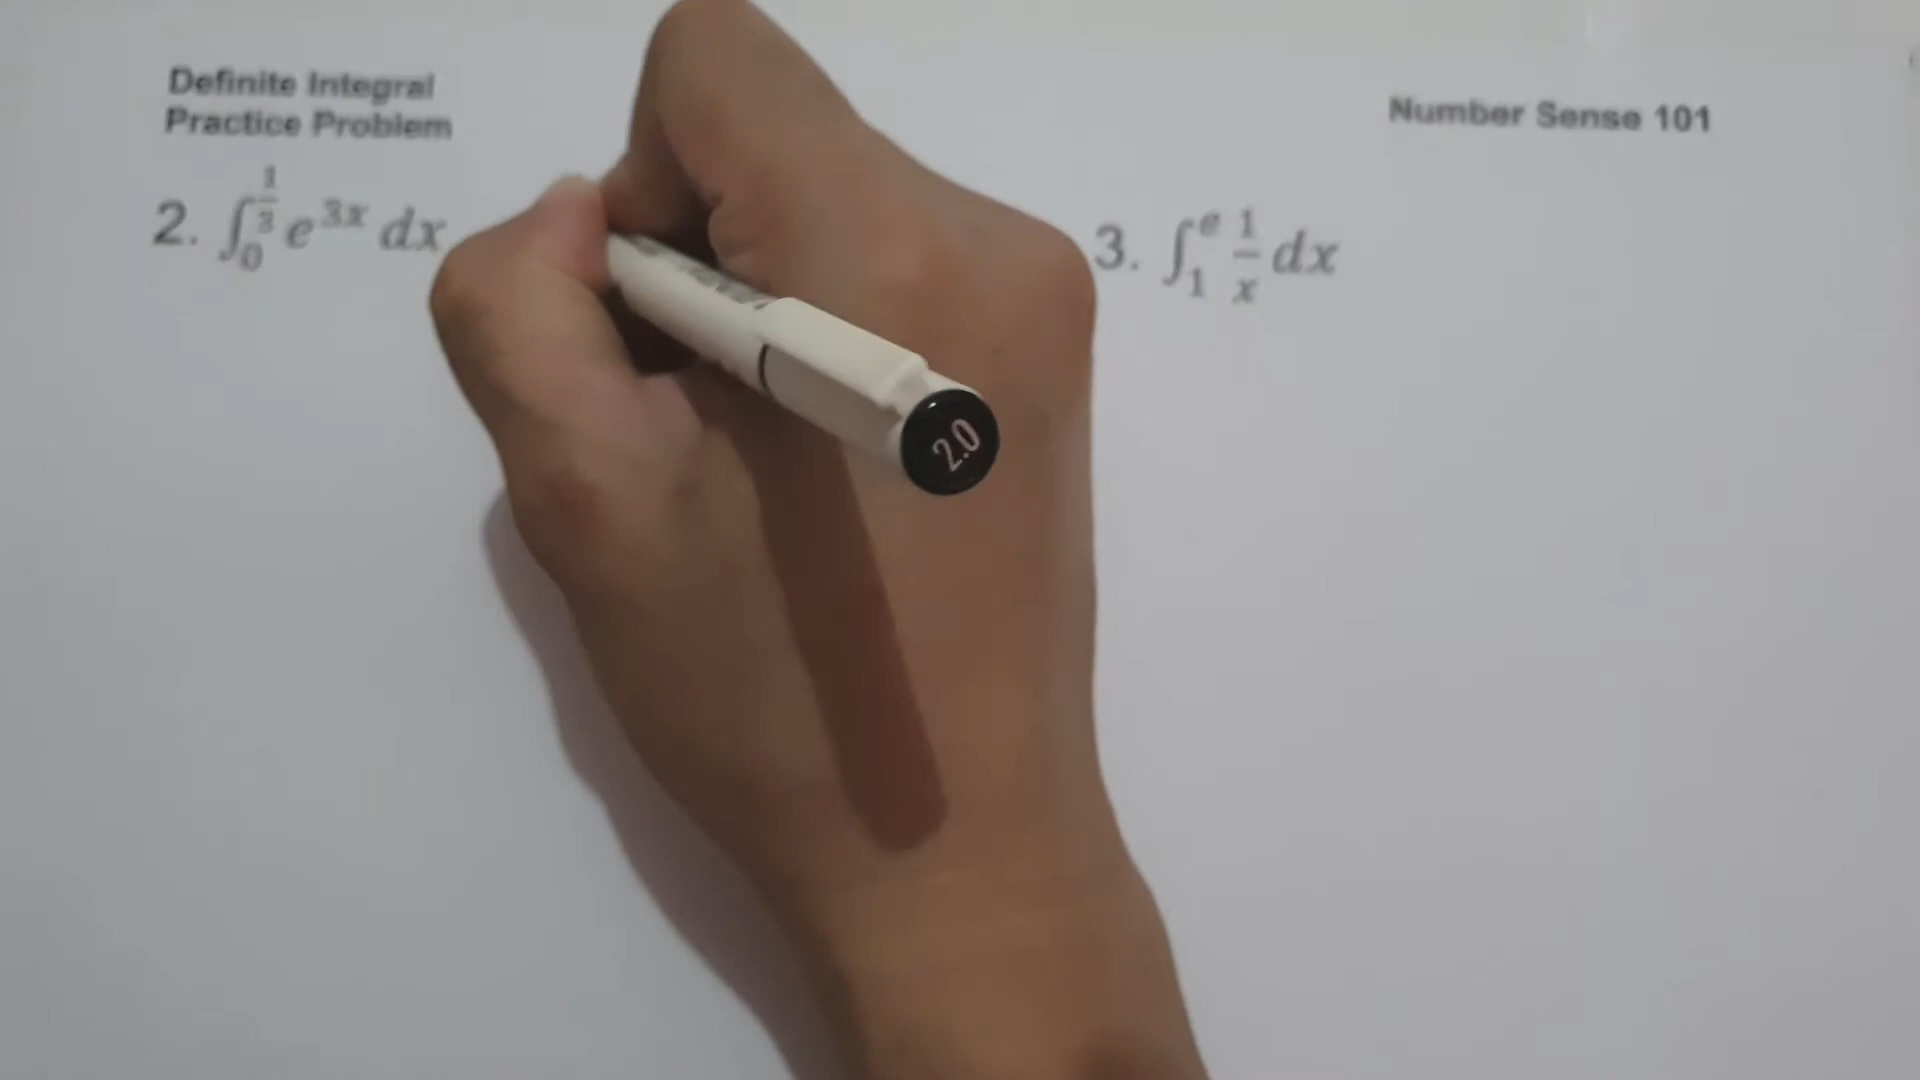 Definite Integral
Practice Problem
Number Sense 101
2. ∫₀^{1/3} e^{3x} dx
3. ∫₁^{e} 1/x dx
2.0